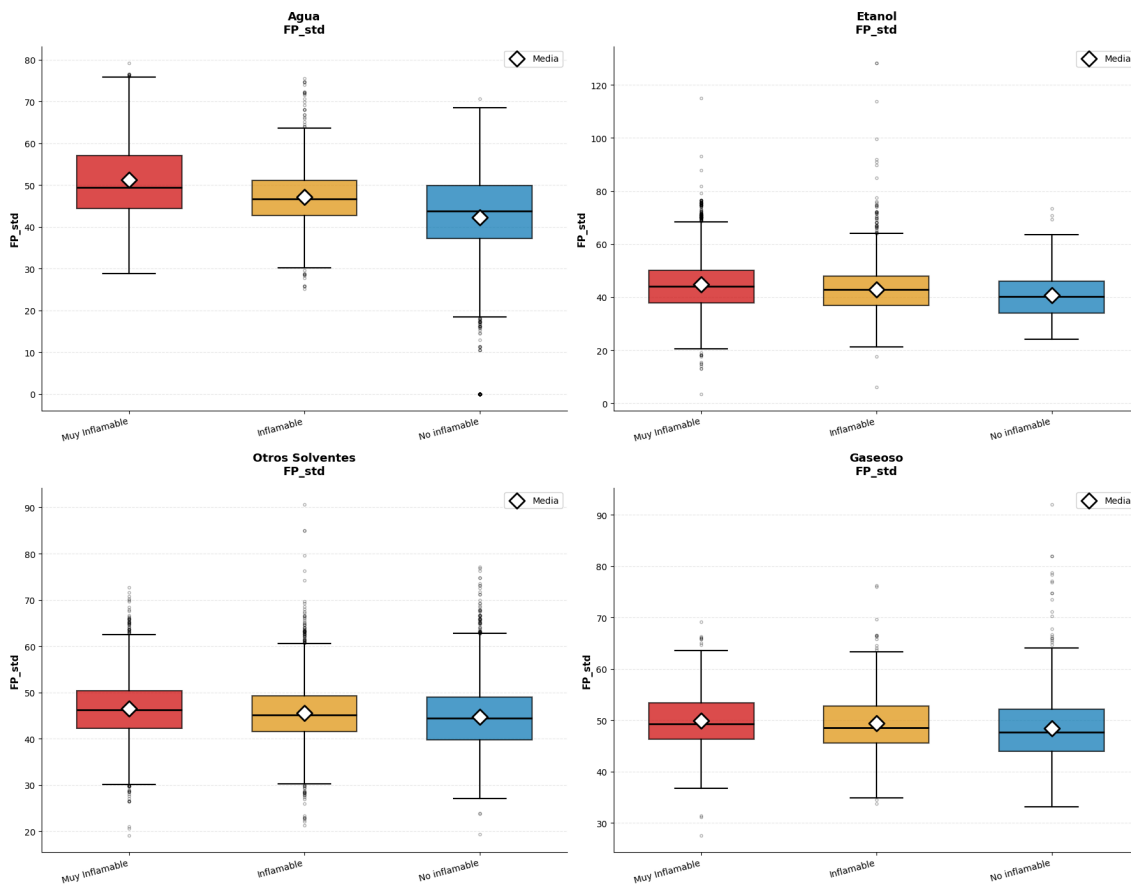 Agua
FP_std
Media
FP_std
80
70
60
50
40
30
20
10
0
Muy Inflamable
Inflamable
No inflamable
Etanol
FP_std
Media
FP_std
120
100
80
60
40
20
0
Muy Inflamable
Inflamable
No inflamable
Otros Solventes
FP_std
Media
FP_std
90
80
70
60
50
40
30
20
Muy Inflamable
Inflamable
No inflamable
Gaseoso
FP_std
Media
FP_std
90
80
70
60
50
40
30
Muy Inflamable
Inflamable
No inflamable